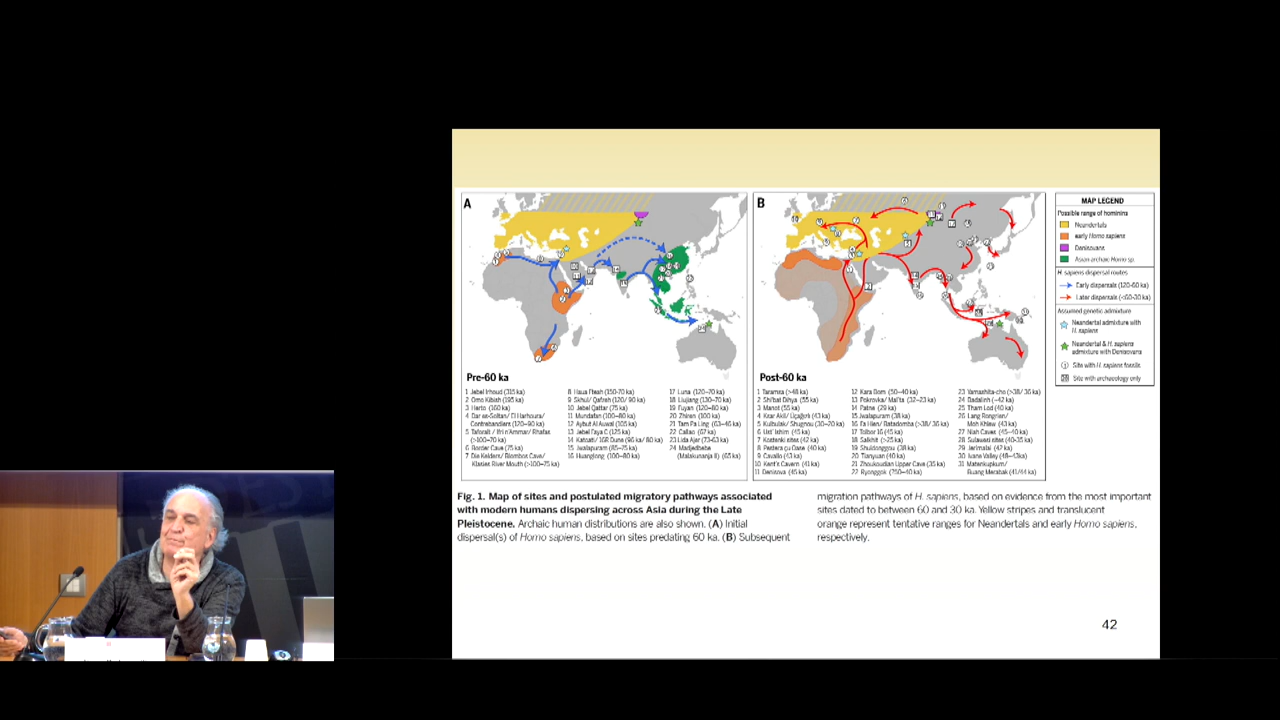 A
B
Pre-60 ka
Post-60 ka
1 Jebel Irhoud (315 ka)
2 Omo Kibish (195 ka)
3 Herto (160 ka)
4 Dar es-Soltan/ El Harhoura/
Contrebandiers (120-90 ka)
5 Taforalt / Ifri n'Ammar/ Rhafas
(>100-70 ka)
6 Border Cave (75 ka)
7 Die Kelders/ Blombos Cave/
Klasies River Mouth (>100-75 ka)
8 Haua Fteah (150-70 ka)
9 Skhul/ Qafzeh (120/ 90 ka)
10 Jebel Qattar (75 ka)
11 Mundafan (100-80 ka)
12 Aybut Al Auwal (105 ka)
13 Jebel Faya C (125 ka)
14 Katoati/ 16R Dune (96 ka/ 80 ka)
15 Jwalapuram (85-75 ka)
16 Huanglong (100-80 ka)
17 Luna (120-70 ka)
18 Liujiang (130-70 ka)
19 Fuyan (120-80 ka)
20 Zhiren (100 ka)
21 Tam Pa Ling (63-46 ka)
22 Callao (67 ka)
23 Lida Ajer (73-63 ka)
24 Madjedbebe
(Malakunanja II) (65 ka)
1 Taramsa (>48 ka)
2 Shi'bat Dihya (55 ka)
3 Manot (55 ka)
4 Ksar Akil/ Üçağızlı (43 ka)
5 Kulbulak/ Shugnou (30-20 ka)
6 Ust' Ishim (45 ka)
7 Kostenki sites (42 ka)
8 Pestera cu Oase (40 ka)
9 Cavallo (43 ka)
10 Kent's Cavern (41 ka)
11 Denisova (45 ka)
12 Kara Bom (50-40 ka)
13 Pokrovka/ Mal'ta (32-23 ka)
14 Patne (29 ka)
15 Jwalapuram (38 ka)
16 Fa Hien/ Batadomba (>38/ 36 ka)
17 Tolbor 16 (45 ka)
18 Salkhit (>25 ka)
19 Shuidonggou (38 ka)
20 Tianyuan (40 ka)
21 Zhoukoudian Upper Cave (35 ka)
23 Yamashita-cho (>38/ 36 ka)
24 Badalinh (~42 ka)
25 Tham Lod (40 ka)
26 Lang Rongrien/
Moh Khiew (43 ka)
27 Niah Caves (45-40 ka)
28 Sulawesi sites (40-35 ka)
29 Jerimalai (42 ka)
30 Ivane Valley (49-43ka)
31 Matenkupkum/
Buang Merabak (41/44 ka)
MAP LEGEND
Possible range of hominins
Neandertals
early Homo sapiens
Denisovans
Asian archaic Homo sp.
H. sapiens dispersal routes
Early dispersals (120-60 ka)
Later dispersals (<60-30 ka)
Assumed genetic admixture
Neandertal admixture with
H. sapiens
Neandertal & H. sapiens
admixture with Denisovans
Site with H. sapiens fossils
Site with archaeology only
Fig. 1. Map of sites and postulated migratory pathways associated
with modern humans dispersing across Asia during the Late
Pleistocene. Archaic human distributions are also shown. (A) Initial
dispersal(s) of Homo sapiens, based on sites predating 60 ka. (B) Subsequent
migration pathways of H. sapiens, based on evidence from the most important
sites dated to between 60 and 30 ka. Yellow stripes and translucent
orange represent tentative ranges for Neandertals and early Homo sapiens,
respectively.
42